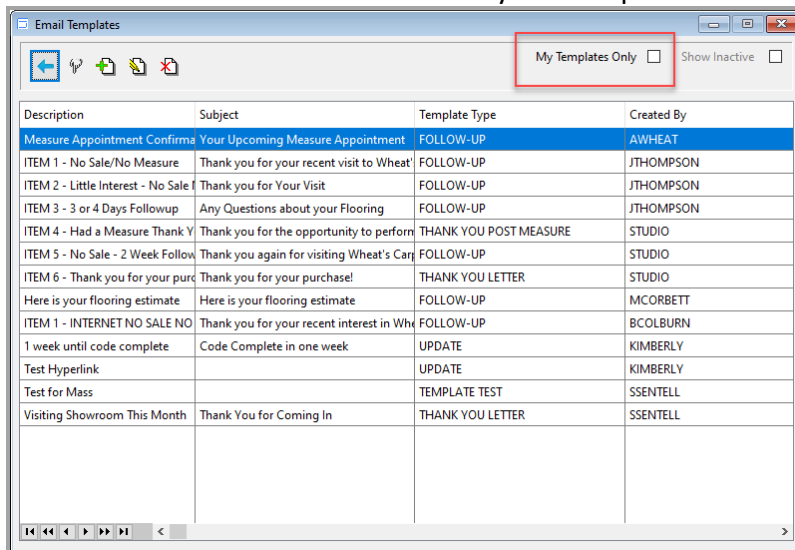 Email Templates
My Templates Only
Show Inactive
Description Subject Template Type Created By
Measure Appointment Confirma Your Upcoming Measure Appointment FOLLOW-UP AWHEAT
ITEM 1 - No Sale/No Measure Thank you for your recent visit to Wheat' FOLLOW-UP JTHOMPSON
ITEM 2 - Little Interest - No Sale Thank you for Your Visit FOLLOW-UP JTHOMPSON
ITEM 3 - 3 or 4 Days Followup Any Questions about your Flooring FOLLOW-UP JTHOMPSON
ITEM 4 - Had a Measure Thank Y Thank you for the opportunity to perform THANK YOU POST MEASURE STUDIO
ITEM 5 - No Sale - 2 Week Follow Thank you again for visiting Wheat's Carp FOLLOW-UP STUDIO
ITEM 6 - Thank you for your purc Thank you for your purchase! THANK YOU LETTER STUDIO
Here is your flooring estimate Here is your flooring estimate FOLLOW-UP MCORBETT
ITEM 1 - INTERNET NO SALE NO Thank you for your recent interest in Whe FOLLOW-UP BCOLBURN
1 week until code complete Code Complete in one week UPDATE KIMBERLY
Test Hyperlink UPDATE KIMBERLY
Test for Mass TEMPLATE TEST SSENTELL
Visiting Showroom This Month Thank You for Coming In THANK YOU LETTER SSENTELL